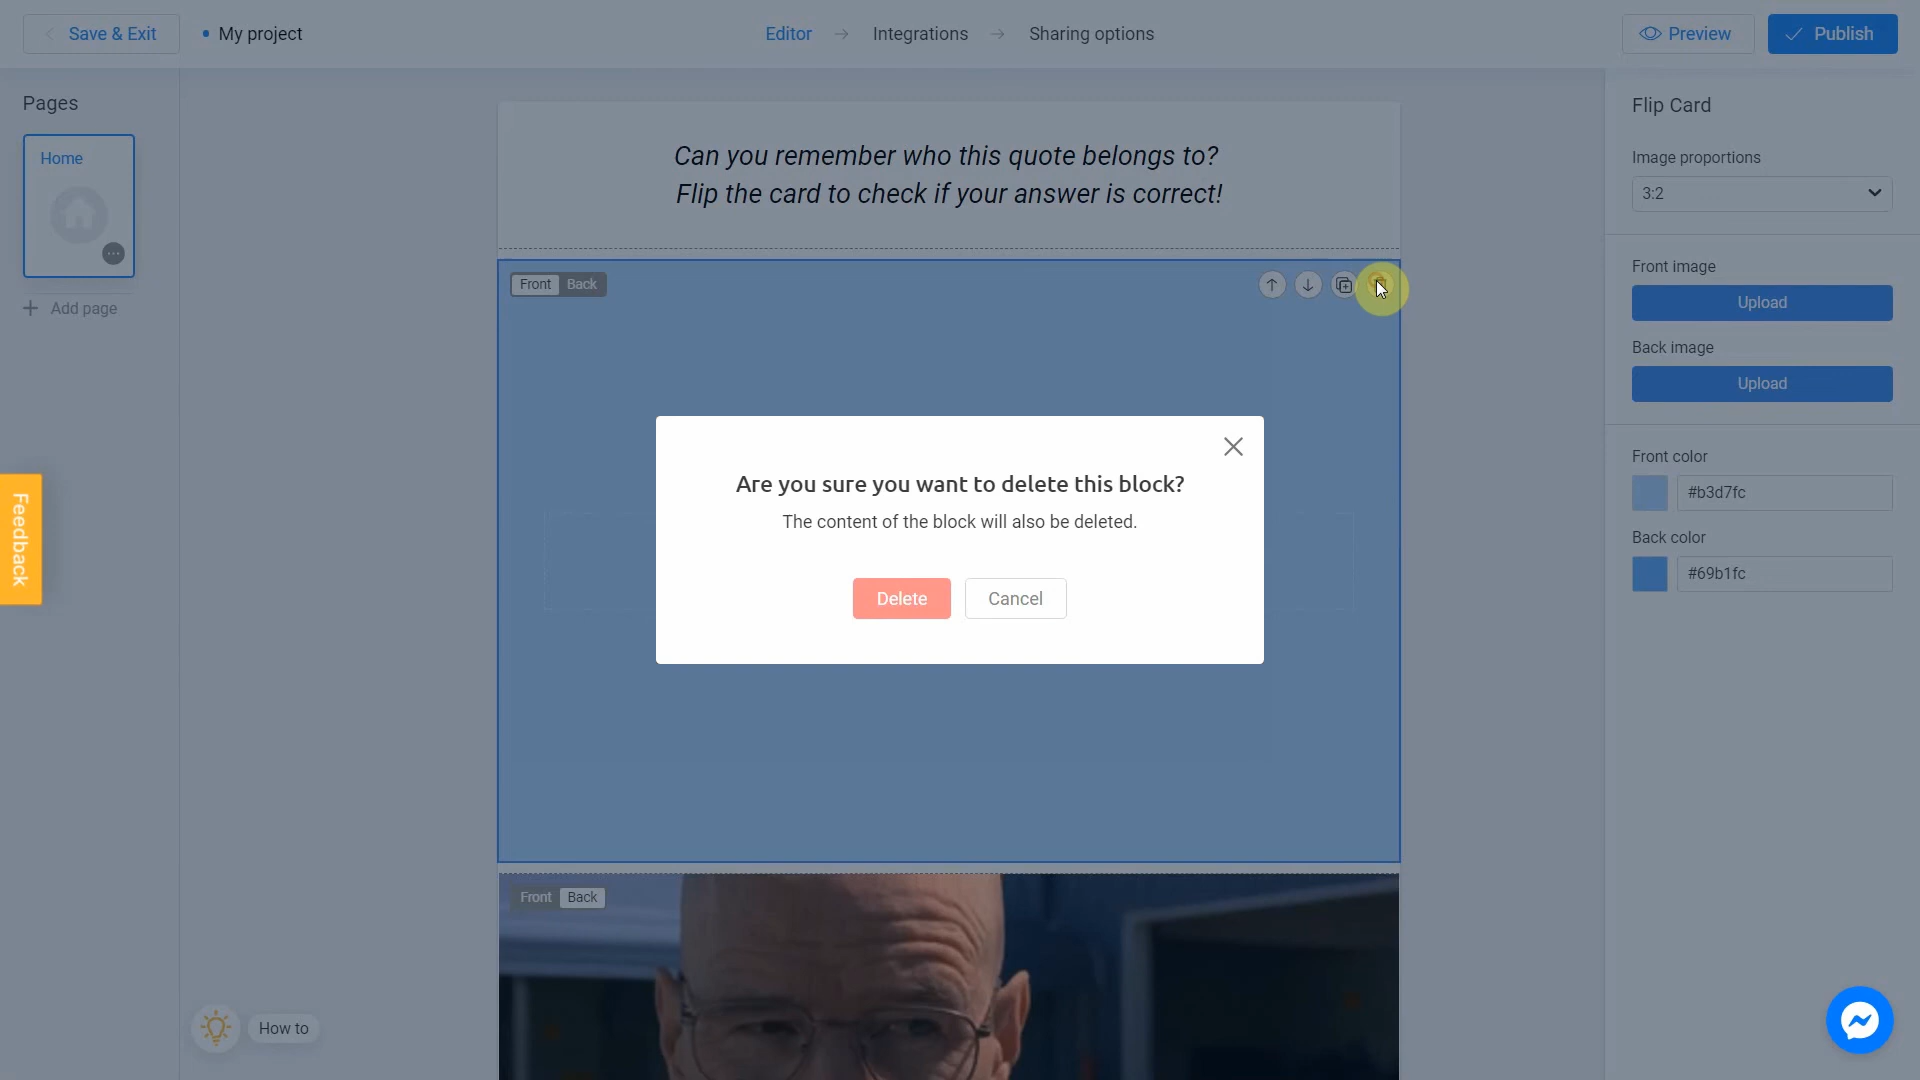 Save & Exit
My project
Editor
Integrations
Sharing options
Preview
Publish
Pages
Home
Add page
Can you remember who this quote belongs to?
Flip the card to check if your answer is correct!
Front Back
Are you sure you want to delete this block?
The content of the block will also be deleted.
Delete
Cancel
Front Back
Flip Card
Image proportions
3:2
Front image
Upload
Back image
Upload
Front color
#b3d7fc
Back color
#69b1fc
Feedback
How to